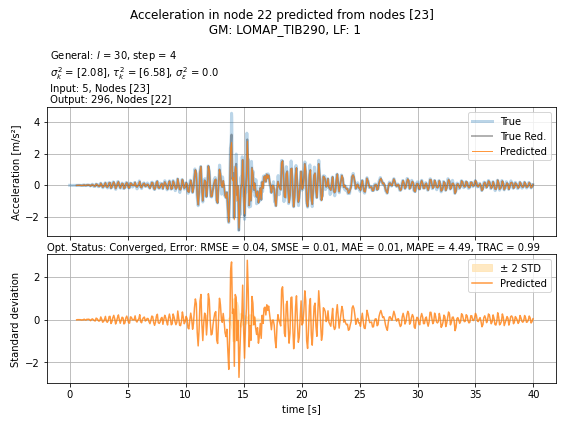 Acceleration in node 22 predicted from nodes [23]
GM: LOMAP_TIB290, LF: 1
General: l = 30, step = 4
σ²ₖ = [2.08], τ²ₖ = [6.58], σ²ε = 0.0
Input: 5, Nodes [23]
Output: 296, Nodes [22]
Acceleration [m/s²]
4
2
0
−2
True
True Red.
Predicted
Opt. Status: Converged, Error: RMSE = 0.04, SMSE = 0.01, MAE = 0.01, MAPE = 4.49, TRAC = 0.99
Standard deviation
2
0
−2
± 2 STD
Predicted
0 5 10 15 20 25 30 35 40
time [s]